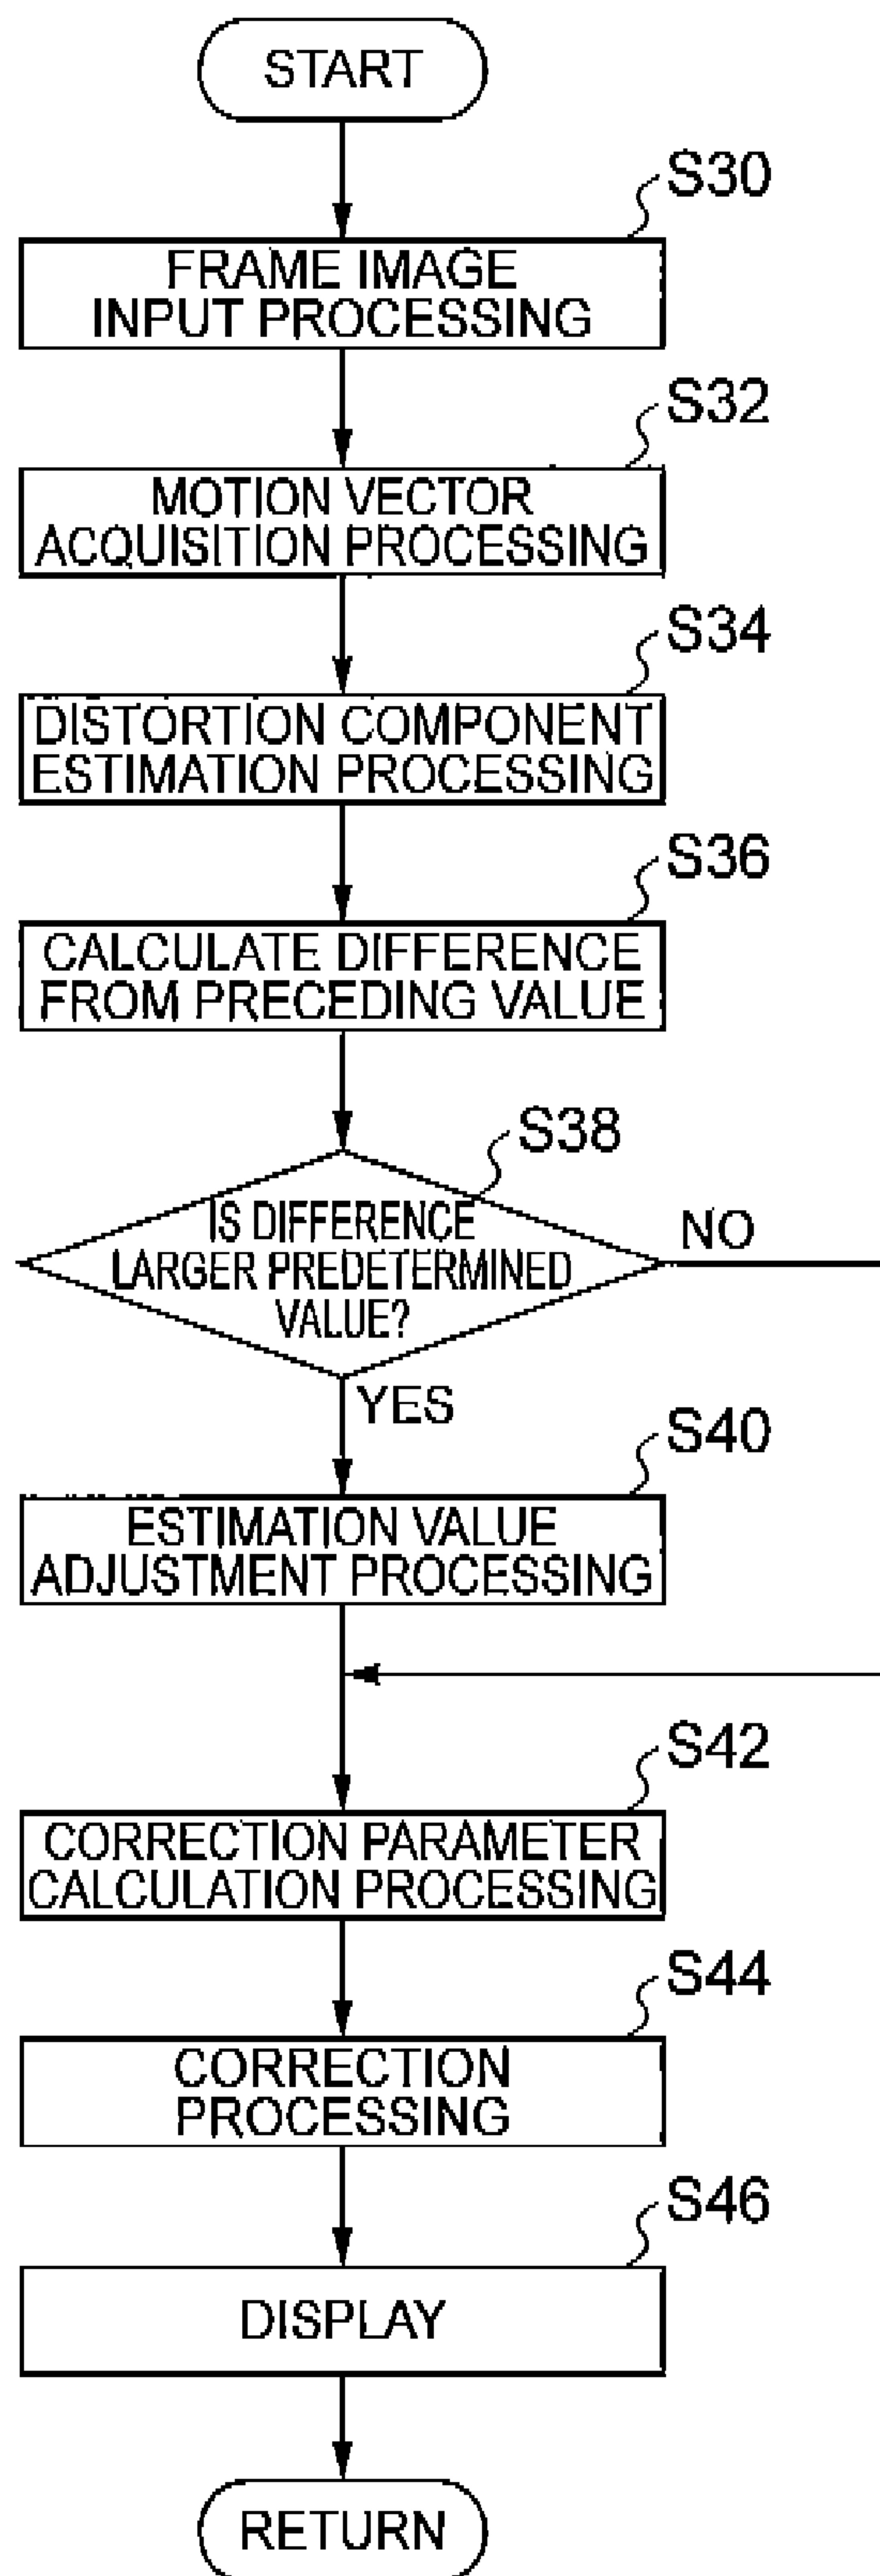 START
S30
FRAME IMAGE
INPUT PROCESSING
S32
MOTION VECTOR
ACQUISITION PROCESSING
S34
DISTORTION COMPONENT
ESTIMATION PROCESSING
S36
CALCULATE DIFFERENCE
FROM PRECEDING VALUE
S38
IS DIFFERENCE
LARGER PREDETERMINED
VALUE?
NO
YES
S40
ESTIMATION VALUE
ADJUSTMENT PROCESSING
S42
CORRECTION PARAMETER
CALCULATION PROCESSING
S44
CORRECTION
PROCESSING
S46
DISPLAY
RETURN